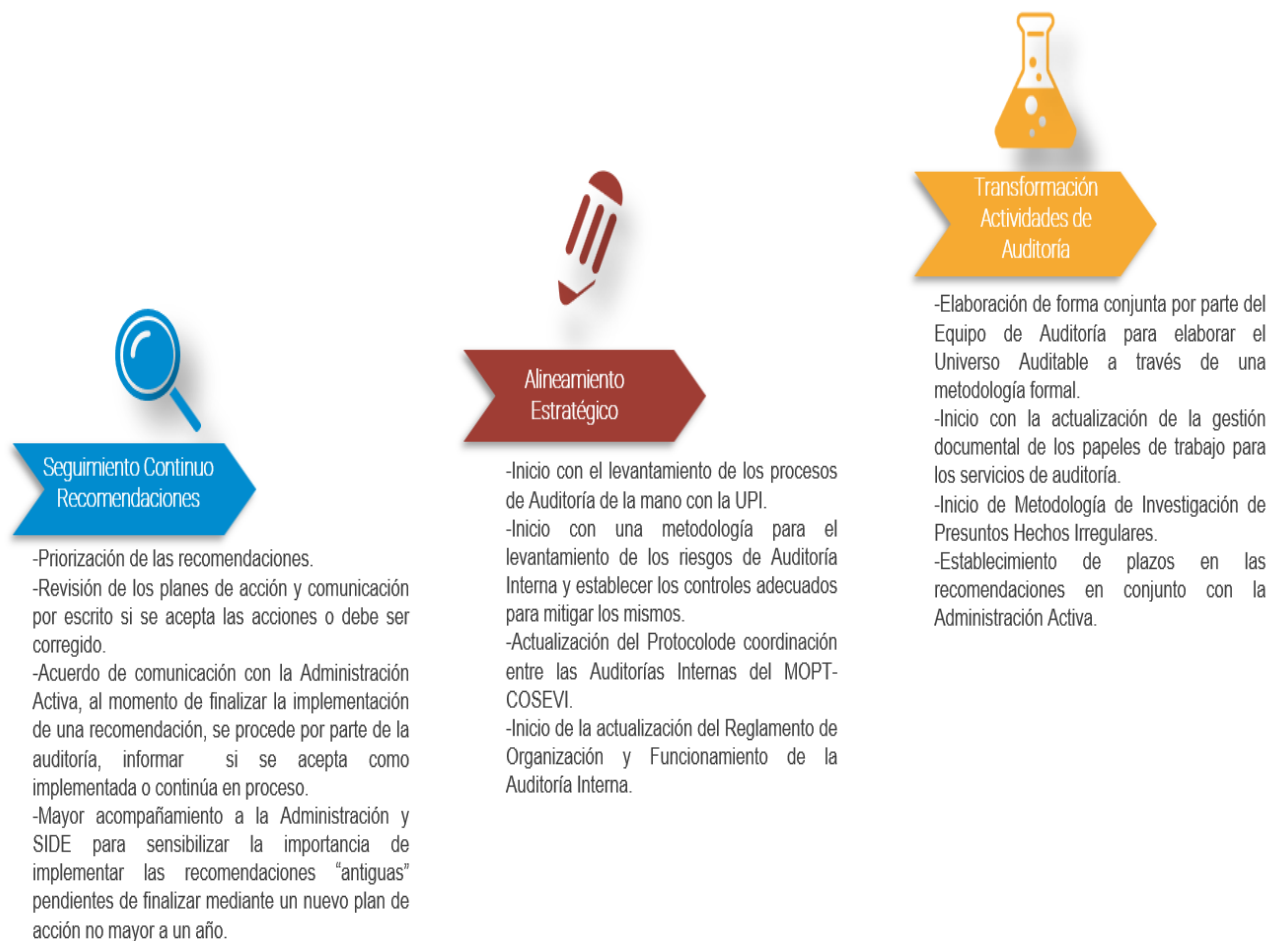 Seguimiento Continuo
Recomendaciones
-Priorización de las recomendaciones.
-Revisión de los planes de acción y comunicación
por escrito si se acepta las acciones o debe ser
corregido.
-Acuerdo de comunicación con la Administración
Activa, al momento de finalizar la implementación
de una recomendación, se procede por parte de la
auditoría, informar si se acepta como
implementada o continúa en proceso.
-Mayor acompañamiento a la Administración y
SIDE para sensibilizar la importancia de
implementar las recomendaciones “antiguas”
pendientes de finalizar mediante un nuevo plan de
acción no mayor a un año.
Alineamiento
Estratégico
-Inicio con el levantamiento de los procesos
de Auditoría de la mano con la UPI.
-Inicio con una metodología para el
levantamiento de los riesgos de Auditoría
Interna y establecer los controles adecuados
para mitigar los mismos.
-Actualización del Protocolode coordinación
entre las Auditorías Internas del MOPT-
COSEVI.
-Inicio de la actualización del Reglamento de
Organización y Funcionamiento de la
Auditoría Interna.
Transformación
Actividades de
Auditoría
-Elaboración de forma conjunta por parte del
Equipo de Auditoría para elaborar el
Universo Auditable a través de una
metodología formal.
-Inicio con la actualización de la gestión
documental de los papeles de trabajo para
los servicios de auditoría.
-Inicio de Metodología de Investigación de
Presuntos Hechos Irregulares.
-Establecimiento de plazos en las
recomendaciones en conjunto con la
Administración Activa.